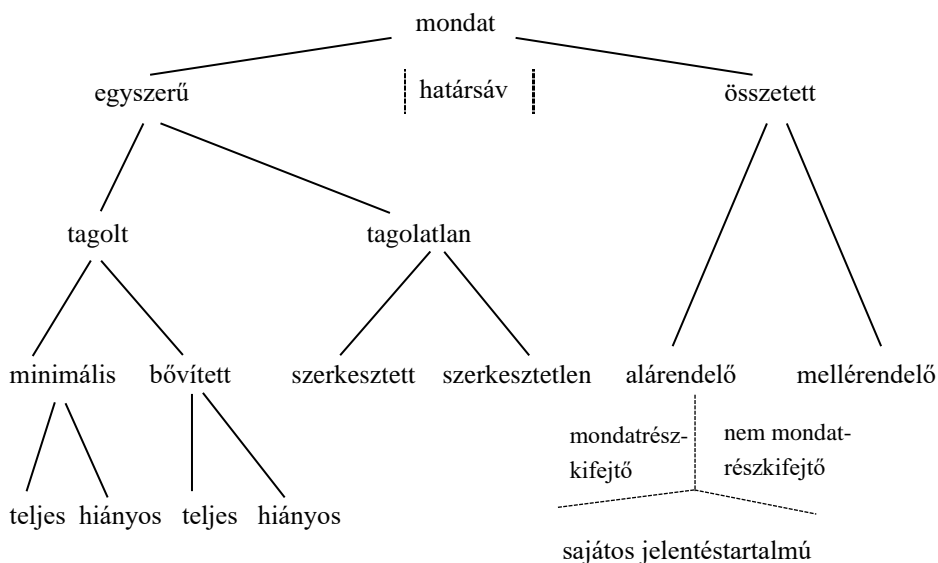 mondat
egyszerű határsáv összetett
tagolt tagolatlan
minimális bővített szerkesztett szerkesztetlen alárendelő mellérendelő
mondatrész- nem mondat-
kifejtő részkifejtő
teljes hiányos teljes hiányos
sajátos jelentéstartalmú